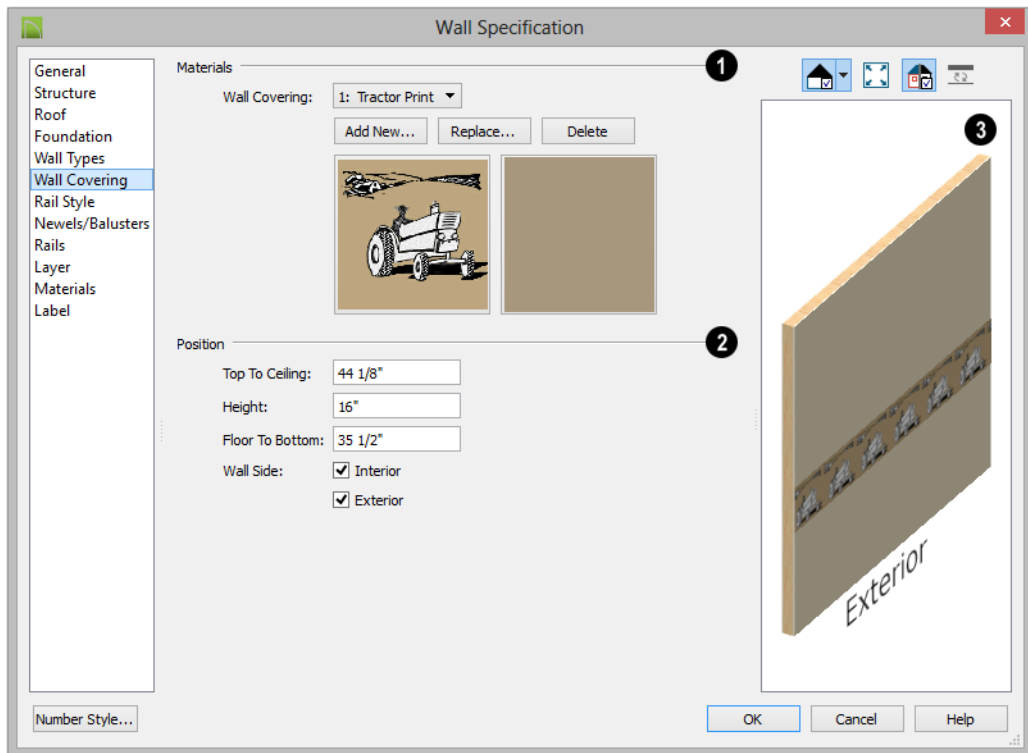 Wall Specification
General
Structure
Roof
Foundation
Wall Types
Wall Covering
Rail Style
Newels/Balusters
Rails
Layer
Materials
Label
Materials
1
Wall Covering: 1: Tractor Print
Add New... Replace... Delete
Position
2
Top To Ceiling: 44 1/8"
Height: 16"
Floor To Bottom: 35 1/2"
Wall Side: Interior
Exterior
3
Exterior
Number Style...
OK Cancel Help